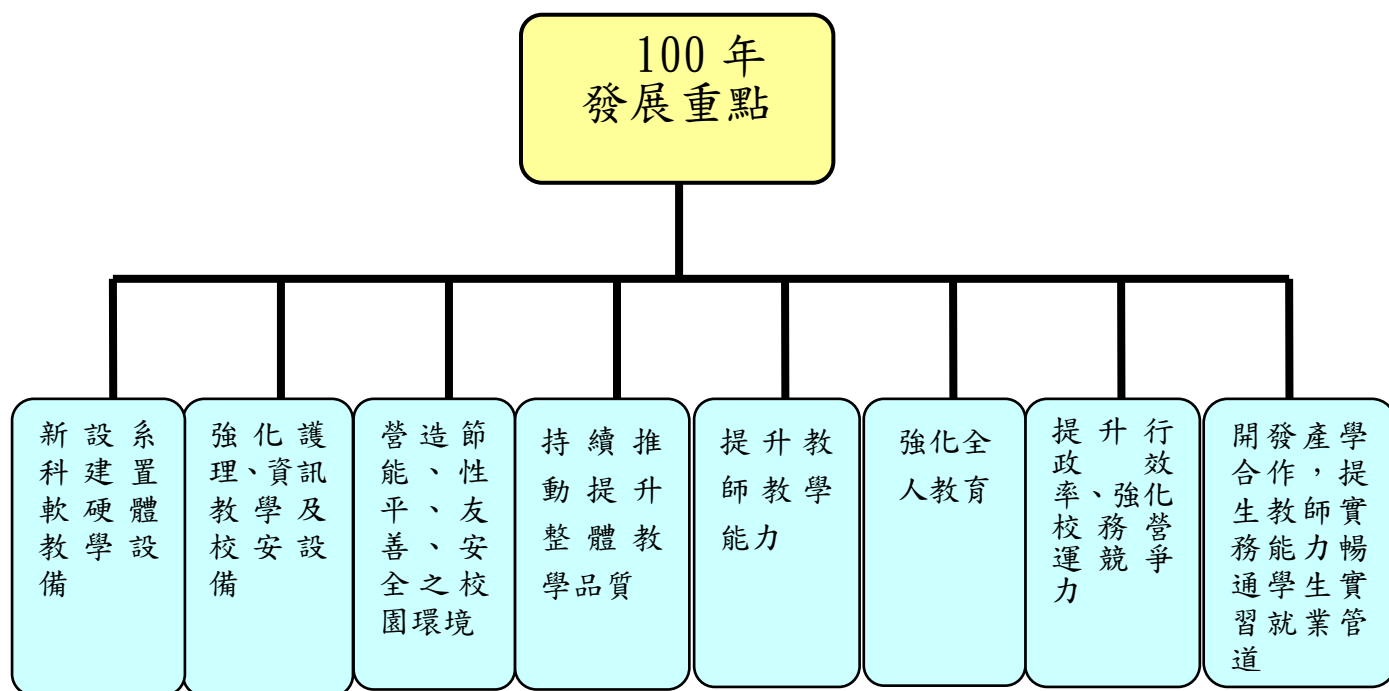 100 年
發展重點
新設系
科建置
軟硬體
教學設
備
強化護
理、資訊
教學及
校安設
備
營造節
能、性
平、友
善、安
全之校
園環境
持續推
動提升
整體教
學品質
提升教
師教學
能力
強化全
人教育
提升行
政效
率、強化
校務營
運競爭
力
開發產學
合作，提
生教師實
務能力暢
通學生實
習就業管
道